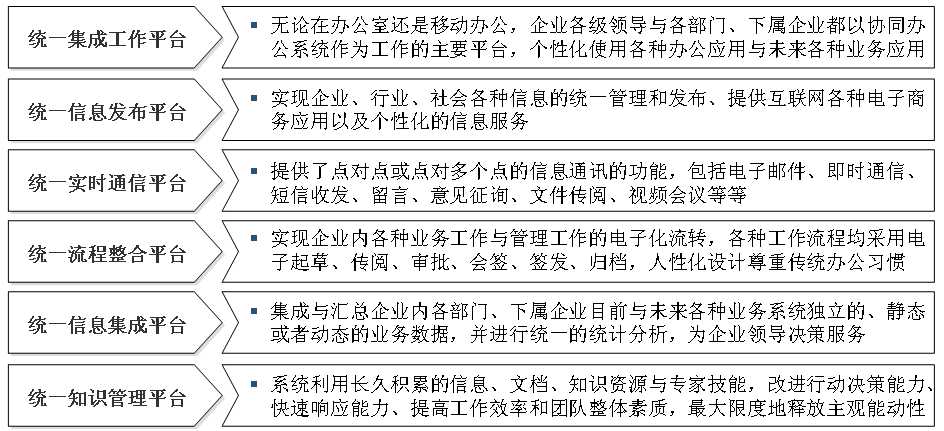 统一集成工作平台
▪ 无论在办公室还是移动办公，企业各级领导与各部门、下属企业都以协同办
公系统作为工作的主要平台，个性化使用各种办公应用与未来各种业务应用
统一信息发布平台
▪ 实现企业、行业、社会各种信息的统一管理和发布、提供互联网各种电子商
务应用以及个性化的信息服务
统一实时通信平台
▪ 提供了点对点或点对多个点的信息通讯的功能，包括电子邮件、即时通信、
短信收发、留言、意见征询、文件传阅、视频会议等等
统一流程整合平台
▪ 实现企业内各种业务工作与管理工作的电子化流转，各种工作流程均采用电
子起草、传阅、审批、会签、签发、归档，人性化设计尊重传统办公习惯
统一信息集成平台
▪ 集成与汇总企业内各部门、下属企业目前与未来各种业务系统独立的、静态
或者动态的业务数据，并进行统一的统计分析，为企业领导决策服务
统一知识管理平台
▪ 系统利用长久积累的信息、文档、知识资源与专家技能，改进行动决策能力、
快速响应能力、提高工作效率和团队整体素质，最大限度地释放主观能动性